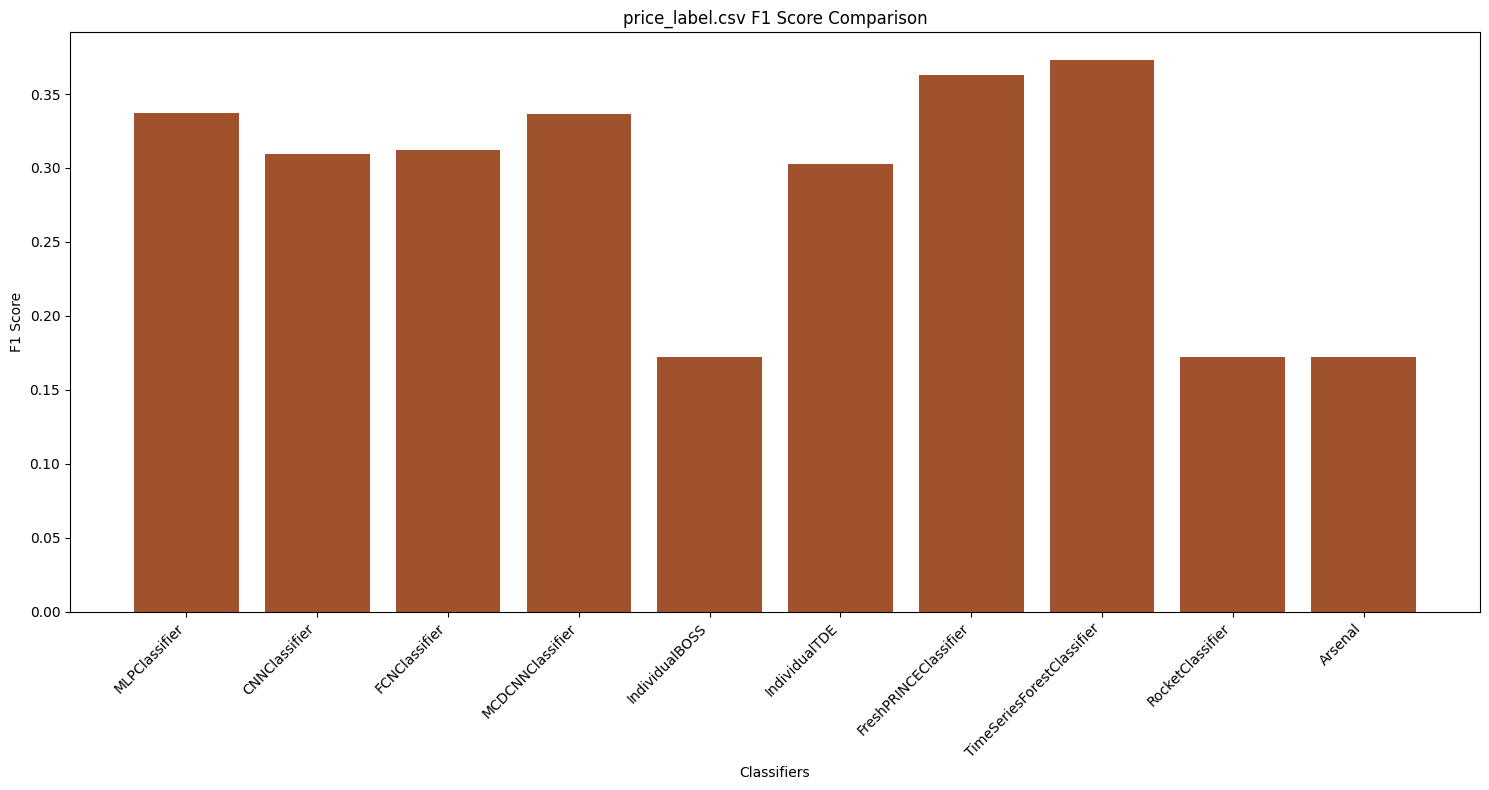 price_label.csv F1 Score Comparison
F1 Score
0.35
0.30
0.25
0.20
0.15
0.10
0.05
0.00
MLPClassifier
CNNClassifier
FCNClassifier
MCDCNNClassifier
IndividualBOSS
IndividualTDE
FreshPRINCEClassifier
TimeSeriesForestClassifier
RocketClassifier
Arsenal
Classifiers